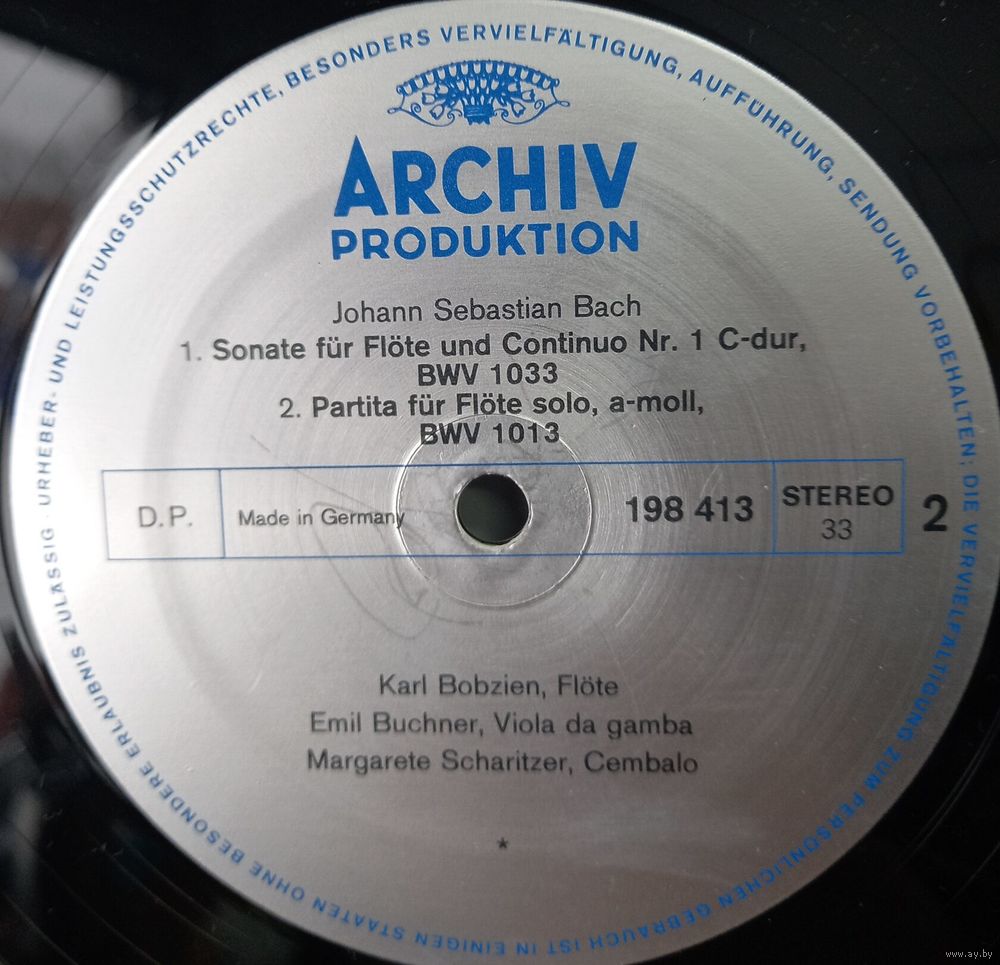 URHEBER- UND LEISTUNGSSCHUTZRECHTE, BESONDERS VERVIELFÄLTIGUNG, AUFFÜHRUNG, SENDUNG VORBEHALTEN; DIE VERVIELFÄLTIGUNG ZUM PERSÖNLICHEN GEBRAUCH IST IN EINIGEN STAATEN OHNE BESONDERE ERLAUBNIS ZULÄSSIG ·
ARCHIV
PRODUKTION
Johann Sebastian Bach
1. Sonate für Flöte und Continuo Nr. 1 C-dur,
BWV 1033
2. Partita für Flöte solo, a-moll,
BWV 1013
D.P. Made in Germany 198 413 STEREO 2
33
Karl Bobzien, Flöte
Emil Buchner, Viola da gamba
Margarete Scharitzer, Cembalo
*
www.ay.by